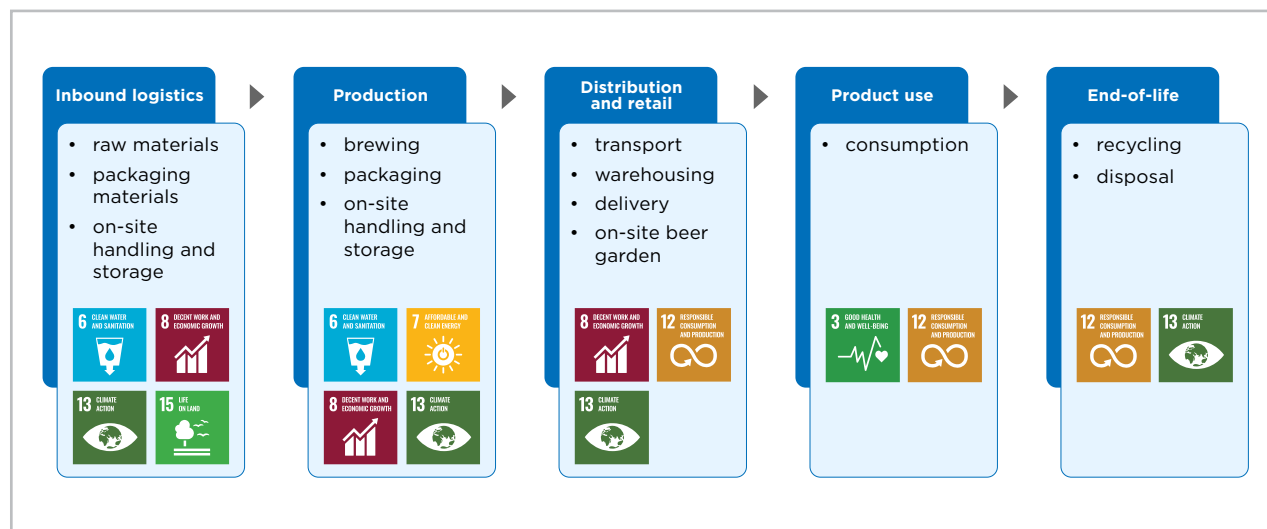 Inbound logistics
• raw materials
• packaging
materials
• on-site
handling and
storage
6 CLEAN WATER
AND SANITATION
8 DECENT WORK AND
ECONOMIC GROWTH
13 CLIMATE
ACTION
15 LIFE
ON LAND
Production
• brewing
• packaging
• on-site
handling and
storage
6 CLEAN WATER
AND SANITATION
7 AFFORDABLE AND
CLEAN ENERGY
8 DECENT WORK AND
ECONOMIC GROWTH
13 CLIMATE
ACTION
Distribution
and retail
• transport
• warehousing
• delivery
• on-site beer
garden
8 DECENT WORK AND
ECONOMIC GROWTH
12 RESPONSIBLE
CONSUMPTION
AND PRODUCTION
13 CLIMATE
ACTION
Product use
• consumption
3 GOOD HEALTH
AND WELL-BEING
12 RESPONSIBLE
CONSUMPTION
AND PRODUCTION
End-of-life
• recycling
• disposal
12 RESPONSIBLE
CONSUMPTION
AND PRODUCTION
13 CLIMATE
ACTION